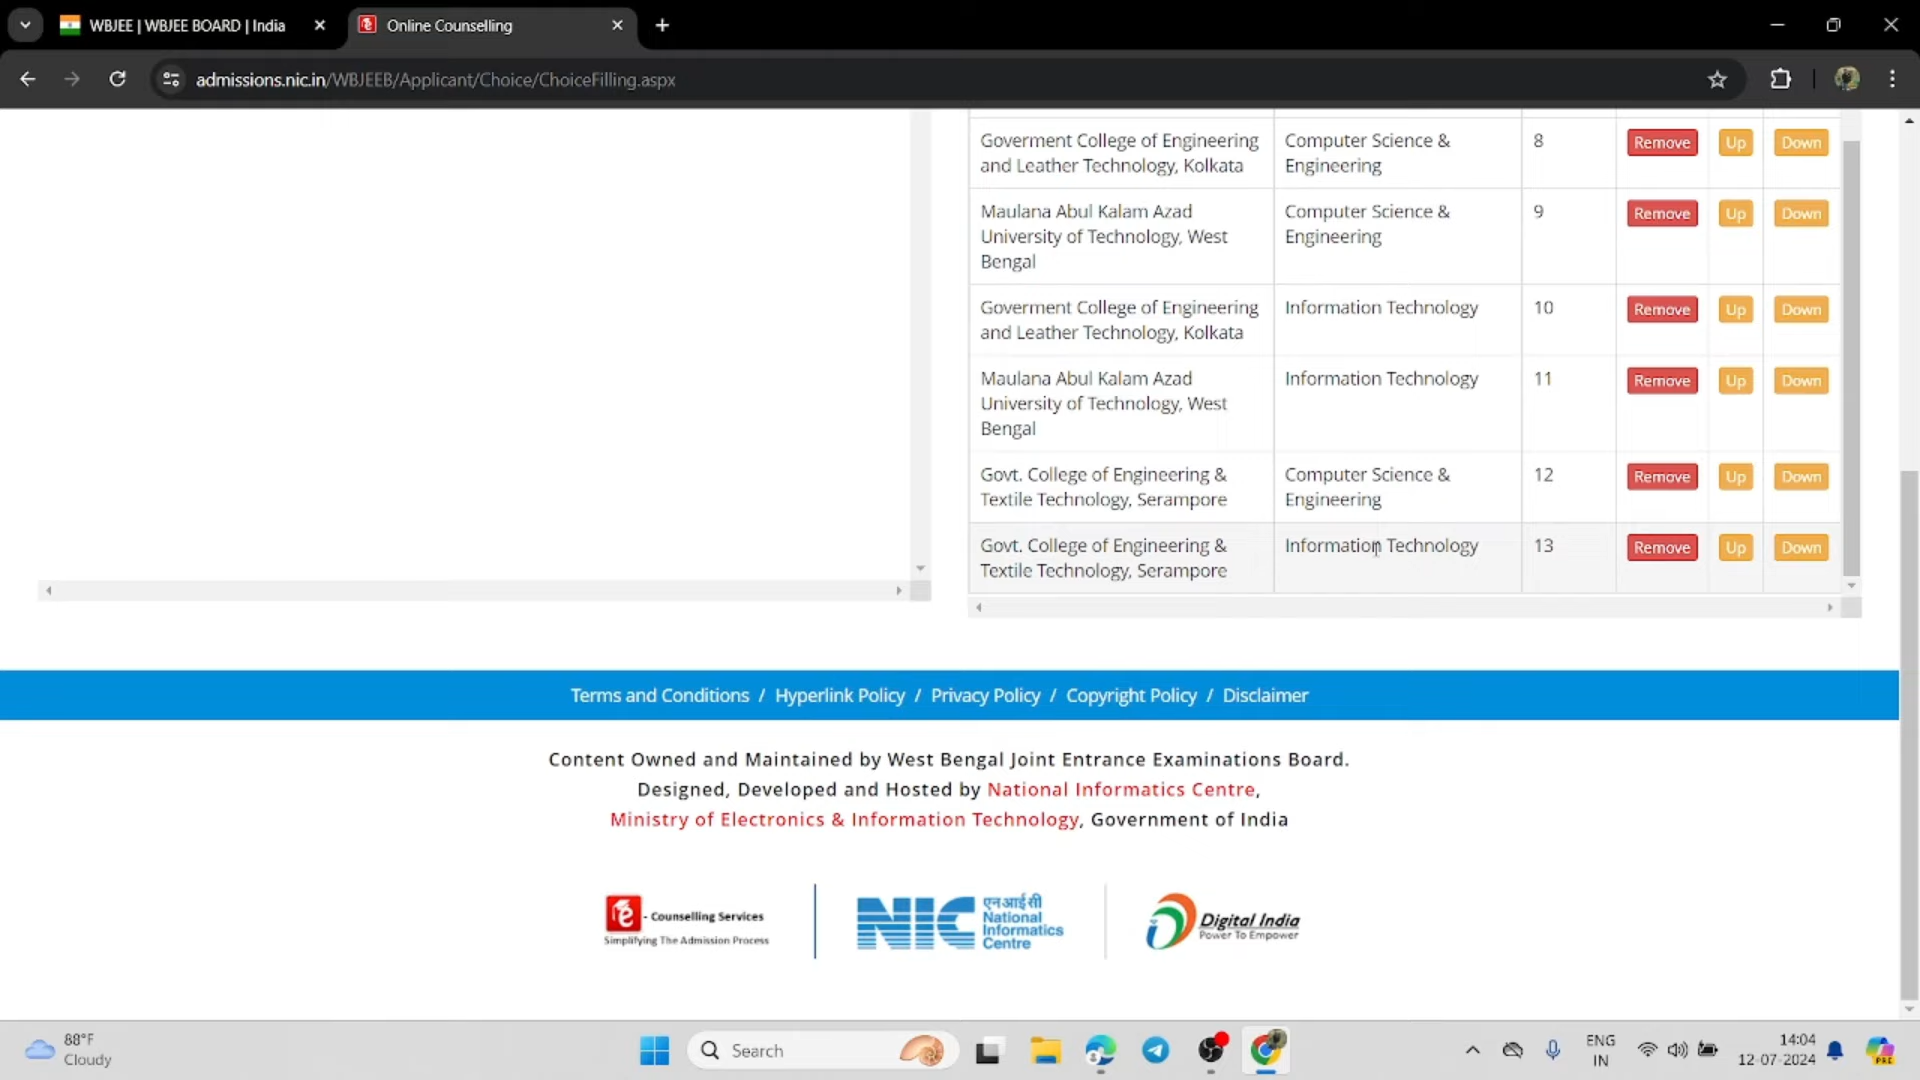 WBJEE | WBJEE BOARD | India
Online Counselling
admissions.nic.in/WBJEEB/Applicant/Choice/ChoiceFilling.aspx
Goverment College of Engineering
and Leather Technology, Kolkata
Computer Science &
Engineering
8
Remove
Up
Down
Maulana Abul Kalam Azad
University of Technology, West
Bengal
Computer Science &
Engineering
9
Remove
Up
Down
Goverment College of Engineering
and Leather Technology, Kolkata
Information Technology
10
Remove
Up
Down
Maulana Abul Kalam Azad
University of Technology, West
Bengal
Information Technology
11
Remove
Up
Down
Govt. College of Engineering &
Textile Technology, Serampore
Computer Science &
Engineering
12
Remove
Up
Down
Govt. College of Engineering &
Textile Technology, Serampore
Information Technology
13
Remove
Up
Down
Terms and Conditions / Hyperlink Policy / Privacy Policy / Copyright Policy / Disclaimer
Content Owned and Maintained by West Bengal Joint Entrance Examinations Board.
Designed, Developed and Hosted by National Informatics Centre,
Ministry of Electronics & Information Technology, Government of India
e - Counselling Services
Simplifying The Admission Process
NIC
एनआईसी
National
Informatics
Centre
Digital India
Power To Empower
88°F
Cloudy
Search
ENG
IN
14:04
12-07-2024
PRE